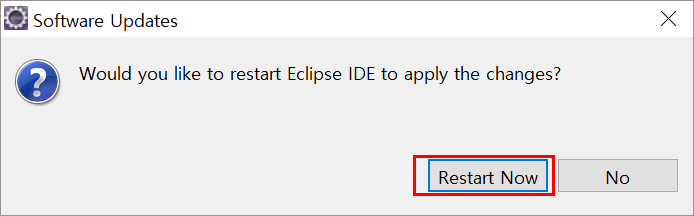 Software Updates
Would you like to restart Eclipse IDE to apply the changes?
Restart Now
No